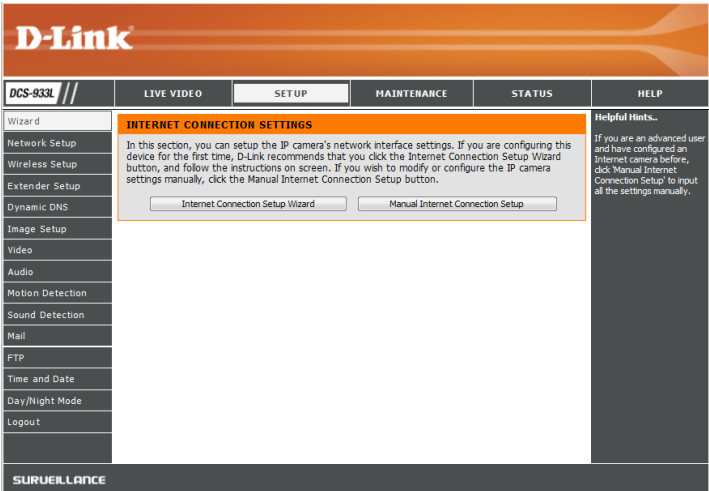 D-Link
DCS-933L
LIVE VIDEO
SETUP
MAINTENANCE
STATUS
HELP
Wizard
Network Setup
Wireless Setup
Extender Setup
Dynamic DNS
Image Setup
Video
Audio
Motion Detection
Sound Detection
Mail
FTP
Time and Date
Day/Night Mode
Logout
INTERNET CONNECTION SETTINGS
In this section, you can setup the IP camera's network interface settings. If you are configuring this
device for the first time, D-Link recommends that you click the Internet Connection Setup Wizard
button, and follow the instructions on screen. If you wish to modify or configure the IP camera
settings manually, click the Manual Internet Connection Setup button.
Internet Connection Setup Wizard
Manual Internet Connection Setup
Helpful Hints..
If you are an advanced user
and have configured an
Internet camera before,
click 'Manual Internet
Connection Setup' to input
all the settings manually.
SURVEILLANCE